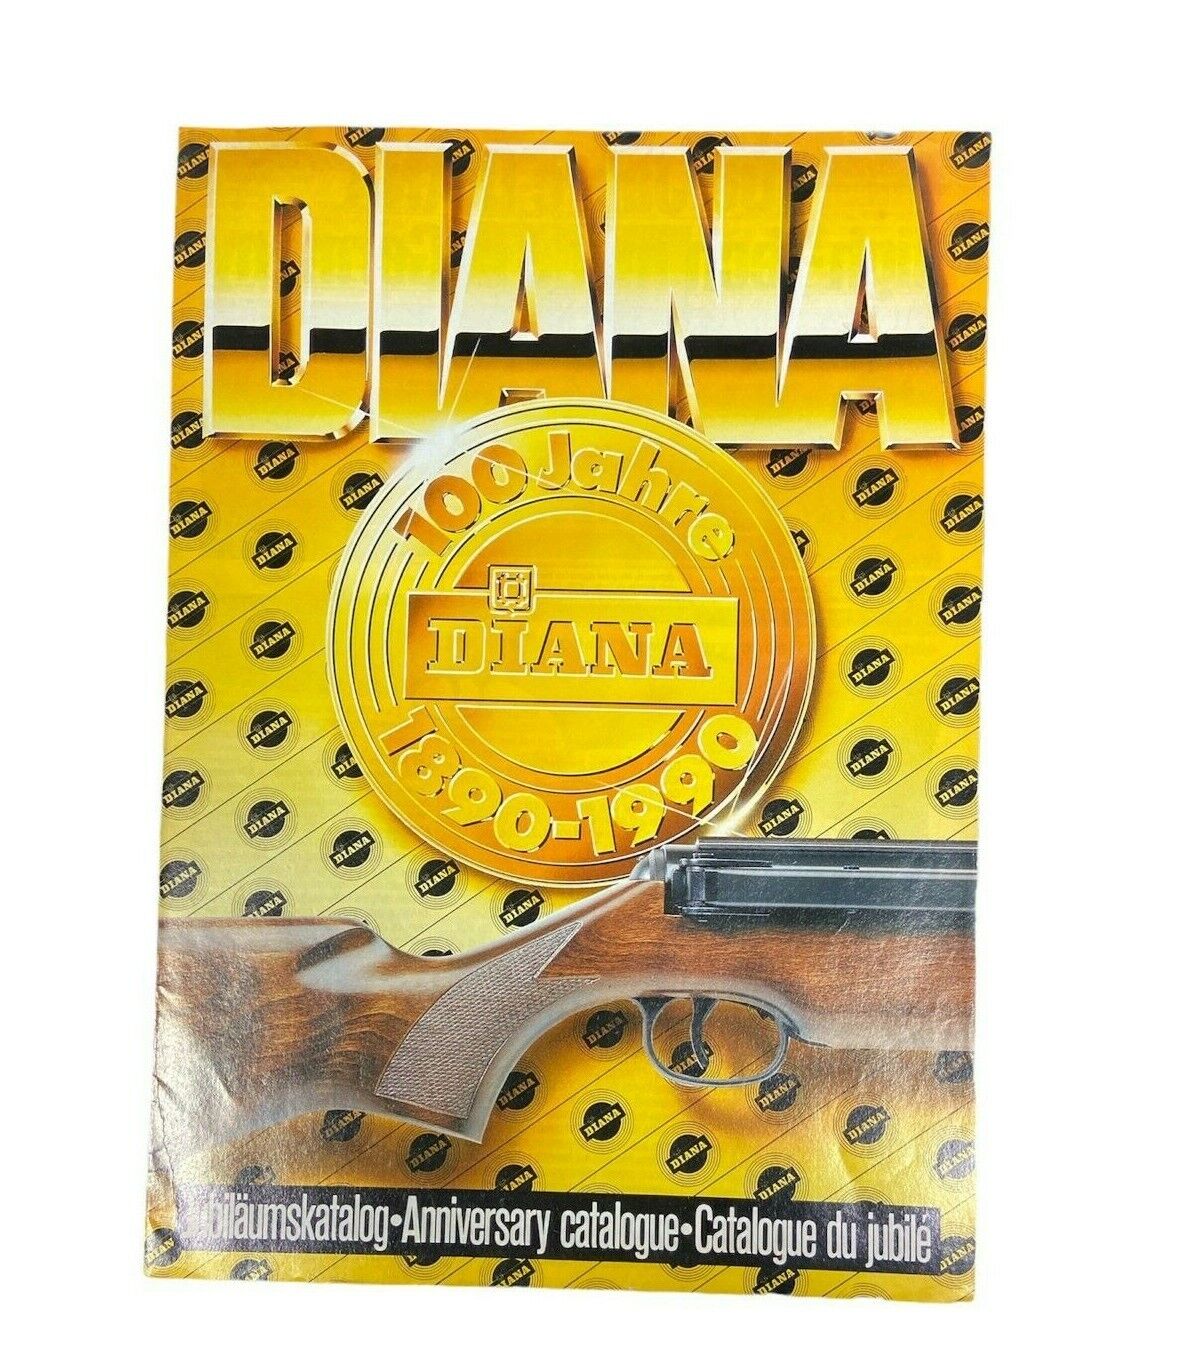 DIANA
100 Jahre
DIANA
1890-1990
Jubiläumskatalog•Anniversary catalogue•Catalogue du jubilé